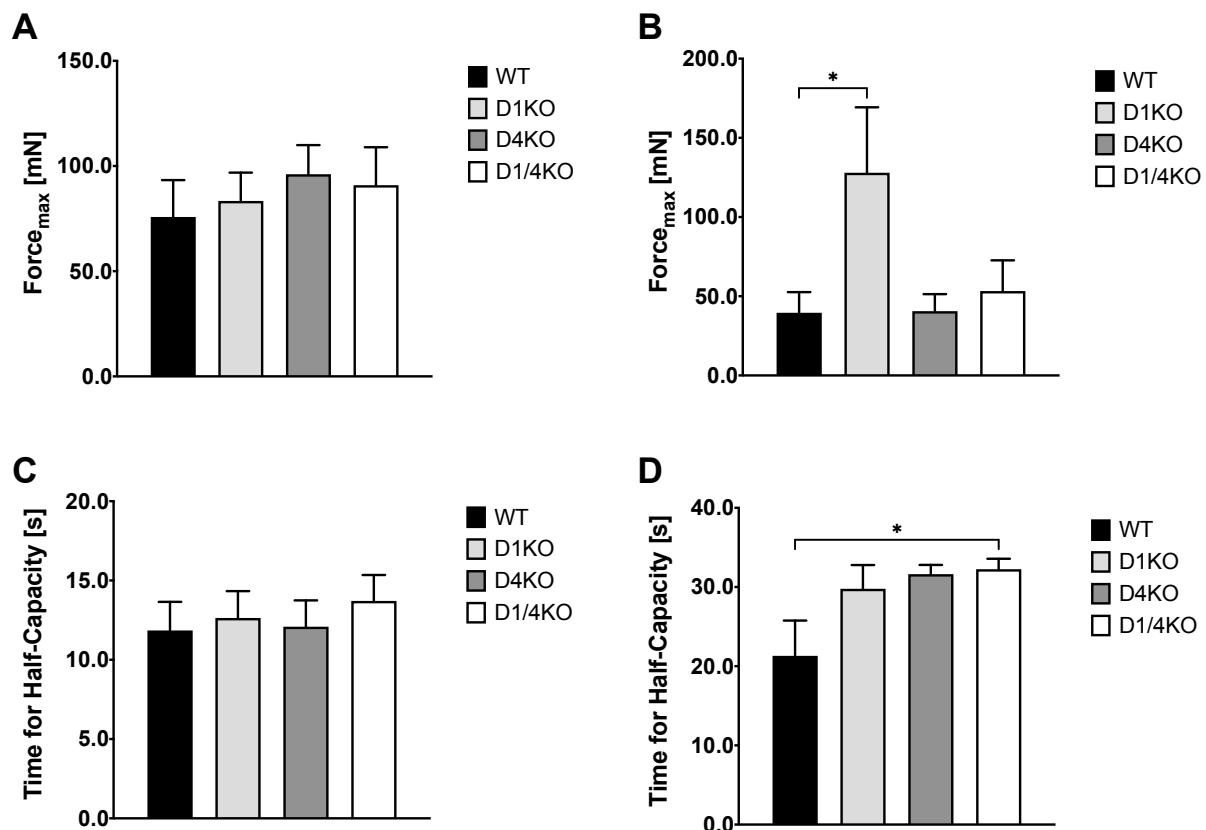 A
Force_max [mN]
150.0
100.0
50.0
0.0
WT
D1KO
D4KO
D1/4KO
B
Force_max [mN]
200.0
150.0
100.0
50.0
0.0
*
WT
D1KO
D4KO
D1/4KO
C
Time for Half-Capacity [s]
20.0
15.0
10.0
5.0
0.0
WT
D1KO
D4KO
D1/4KO
D
Time for Half-Capacity [s]
40.0
30.0
20.0
10.0
0.0
*
WT
D1KO
D4KO
D1/4KO